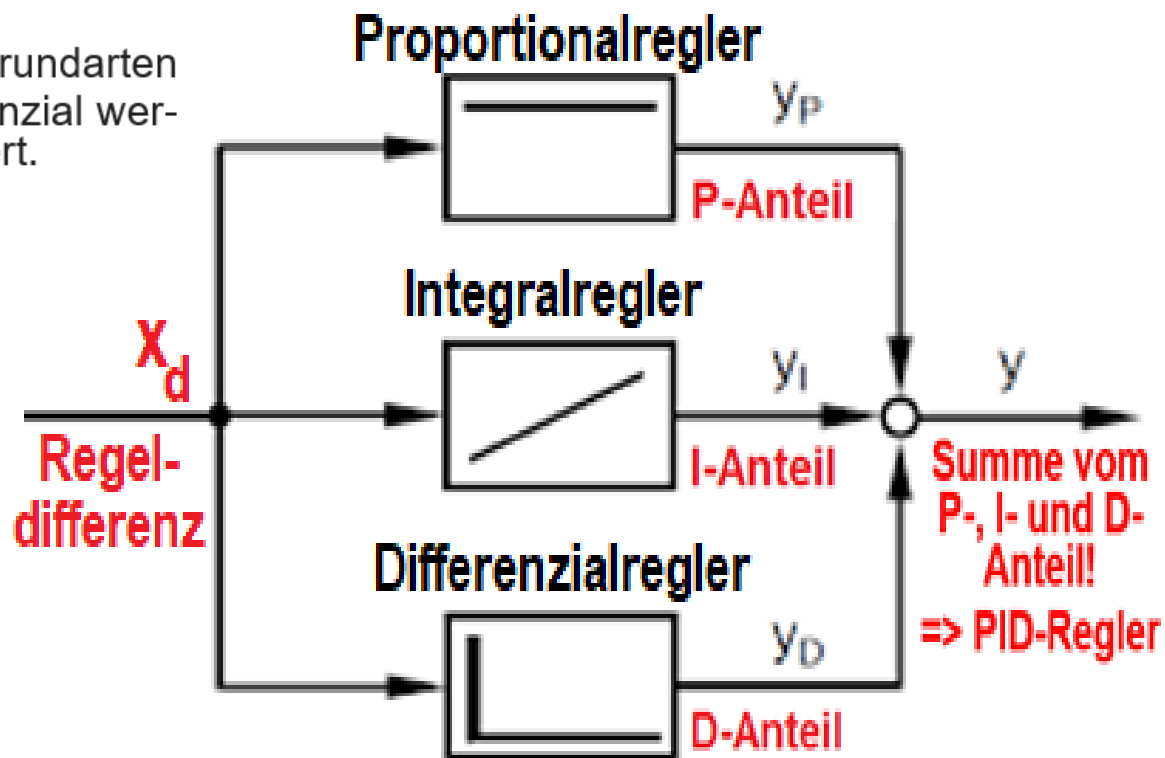 Proportionalregler
rundarten
nzial wer-
rt.
yP
P-Anteil
Integralregler
Xd
yI
y
Regel-
differenz
I-Anteil
Summe vom
P-, I- und D-
Anteil!
=> PID-Regler
Differenzialregler
yD
D-Anteil